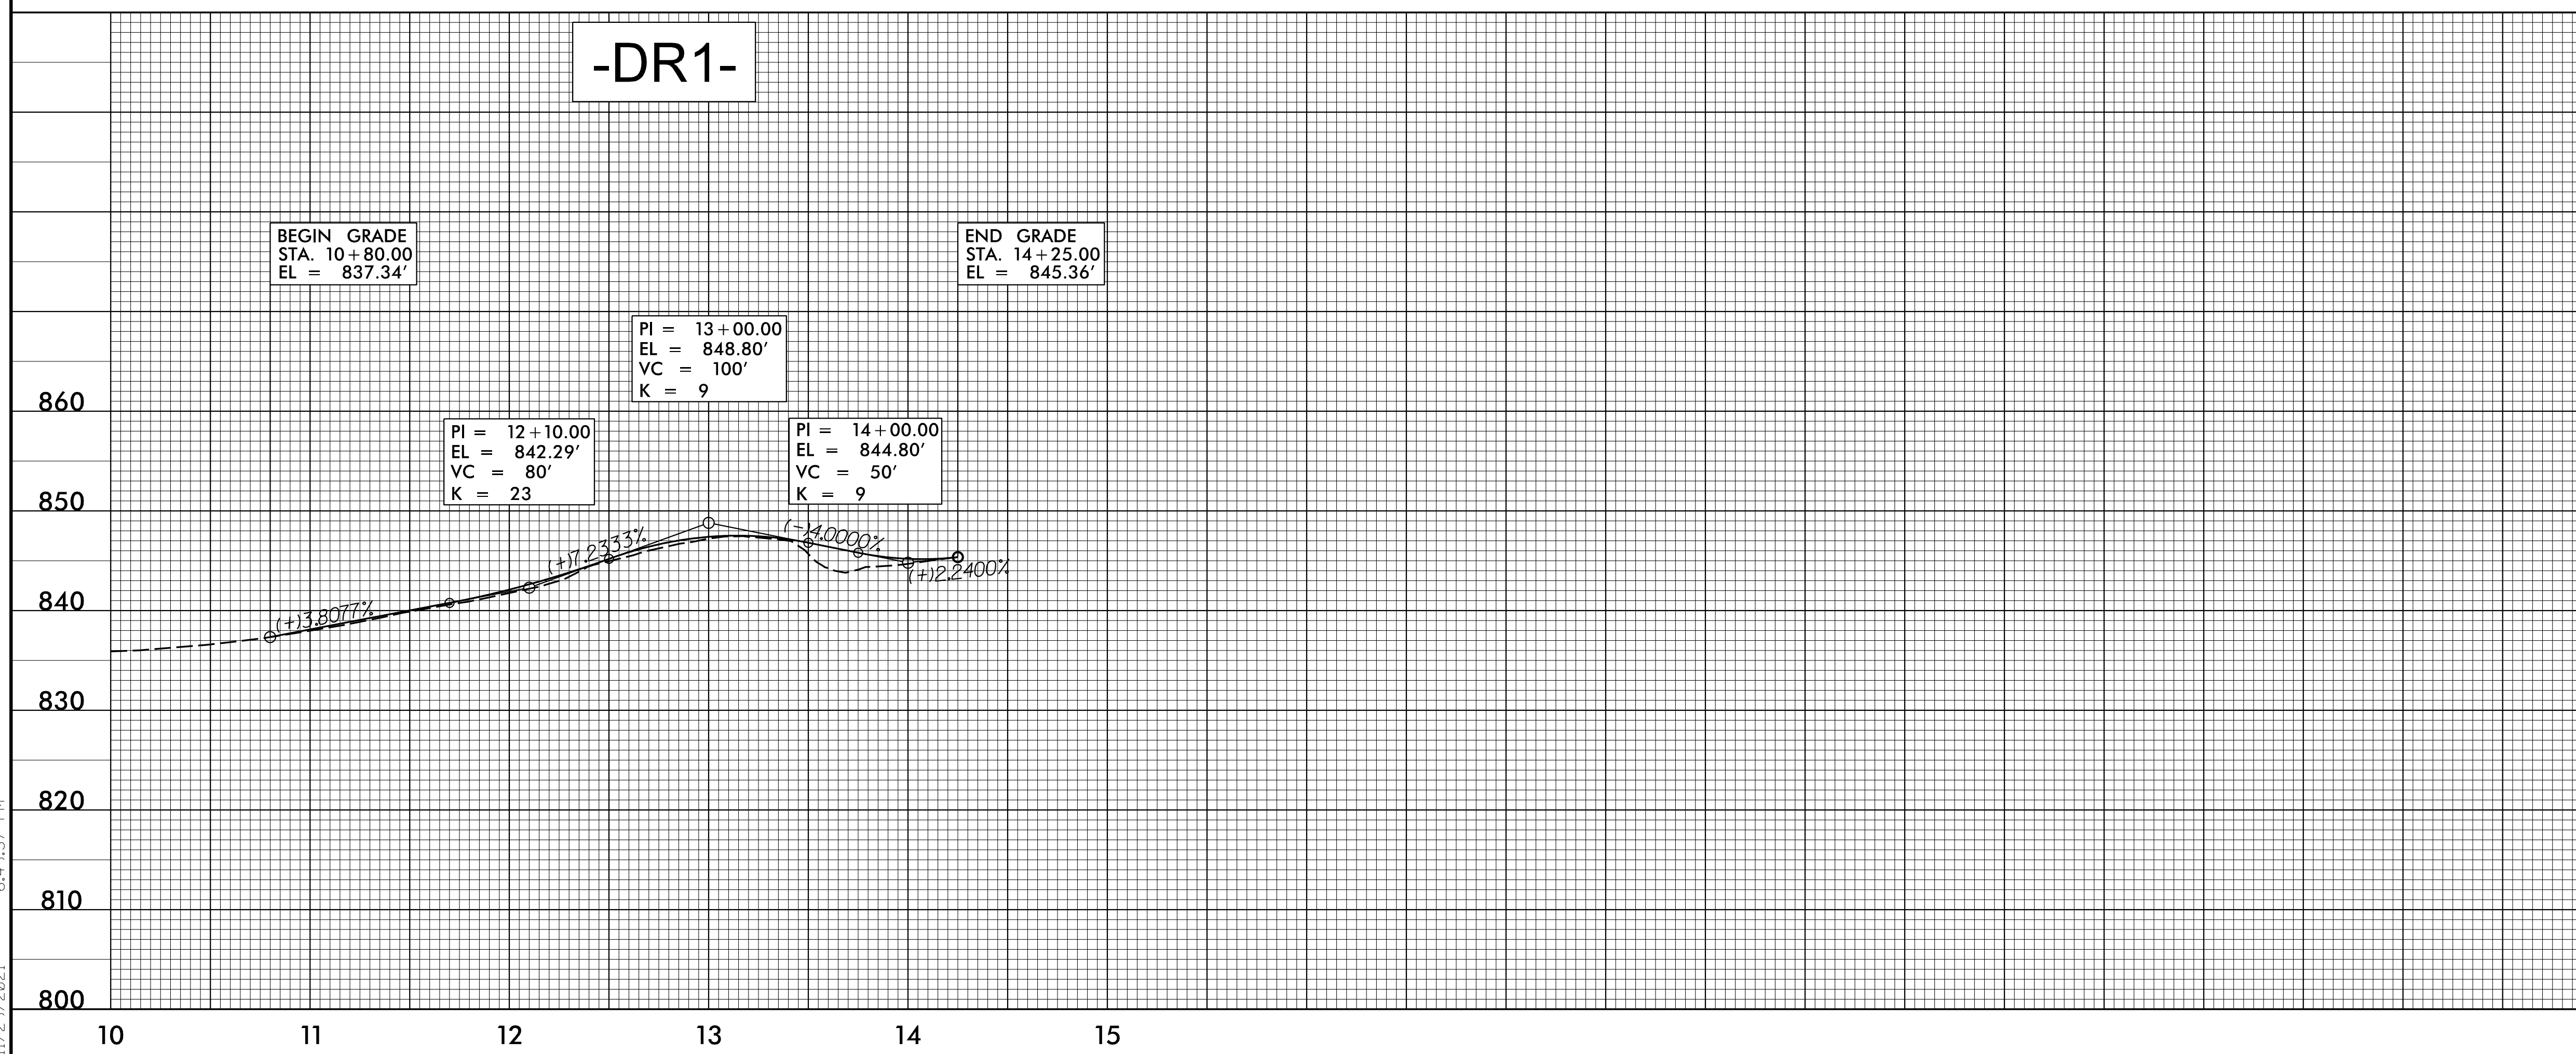 -DR1-
BEGIN GRADE
STA. 10+80.00
EL = 837.34'
END GRADE
STA. 14+25.00
EL = 845.36'
PI = 13+00.00
EL = 848.80'
VC = 100'
K = 9
PI = 12+10.00
EL = 842.29'
VC = 80'
K = 23
PI = 14+00.00
EL = 844.80'
VC = 50'
K = 9
(+)3.8077%
(+)7.2333%
(-)4.0000%
(+)2.2400%
860
850
840
830
820
810
800
10 11 12 13 14 15